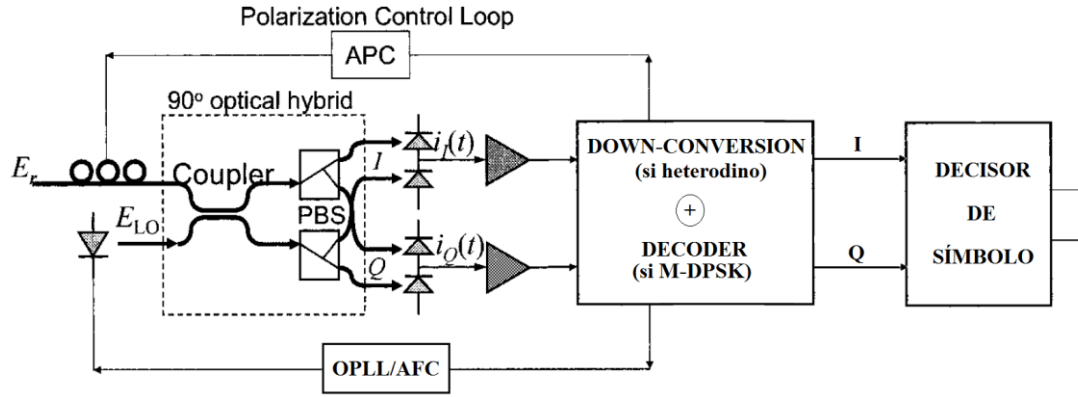 Polarization Control Loop
APC
90º optical hybrid
E_r
Coupler
E_LO
PBS
I
Q
i_I(t)
i_Q(t)
DOWN-CONVERSION
(si heterodino)
+
DECODER
(si M-DPSK)
I
Q
DECISOR
DE
SÍMBOLO
OPLL/AFC